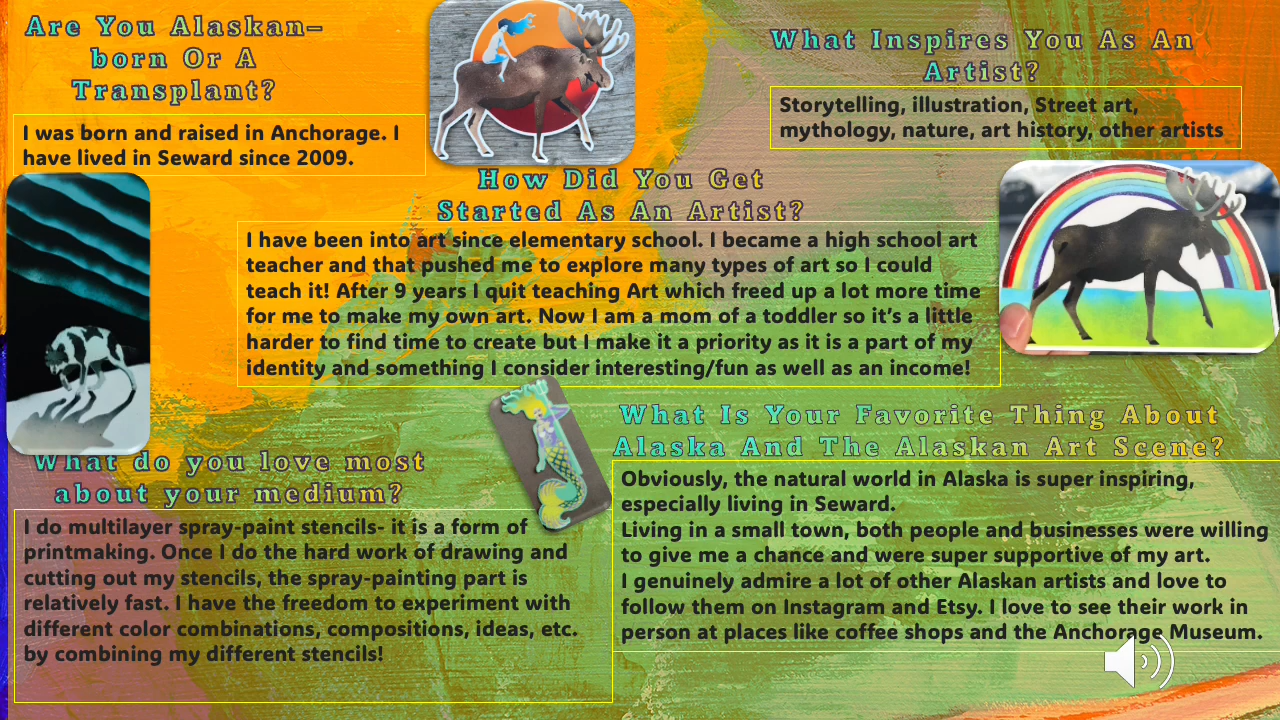 Are You Alaskan-
born Or A
Transplant?
I was born and raised in Anchorage. I
have lived in Seward since 2009.
What Inspires You As An
Artist?
Storytelling, illustration, Street art,
mythology, nature, art history, other artists
How Did You Get
Started As An Artist?
I have been into art since elementary school. I became a high school art
teacher and that pushed me to explore many types of art so I could
teach it! After 9 years I quit teaching Art which freed up a lot more time
for me to make my own art. Now I am a mom of a toddler so it’s a little
harder to find time to create but I make it a priority as it is a part of my
identity and something I consider interesting/fun as well as an income!
What do you love most
about your medium?
I do multilayer spray-paint stencils- it is a form of
printmaking. Once I do the hard work of drawing and
cutting out my stencils, the spray-painting part is
relatively fast. I have the freedom to experiment with
different color combinations, compositions, ideas, etc.
by combining my different stencils!
What Is Your Favorite Thing About
Alaska And The Alaskan Art Scene?
Obviously, the natural world in Alaska is super inspiring,
especially living in Seward.
Living in a small town, both people and businesses were willing
to give me a chance and were super supportive of my art.
I genuinely admire a lot of other Alaskan artists and love to
follow them on Instagram and Etsy. I love to see their work in
person at places like coffee shops and the Anchorage Museum.